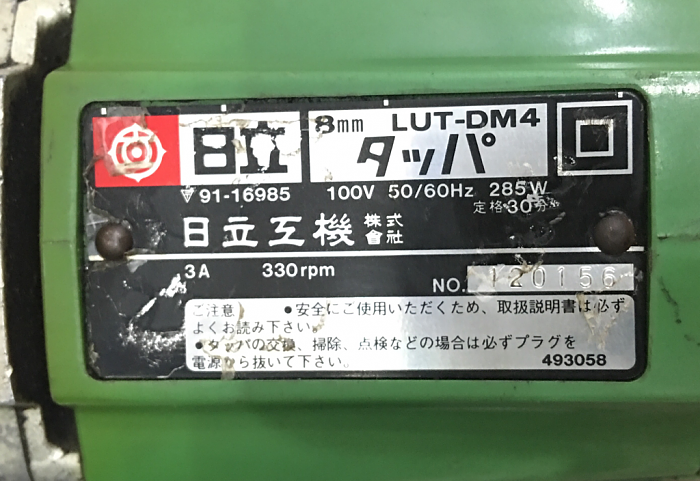 日立
8mm LUT-DM4
タッパ
▽91-16985
100V 50/60Hz 285W
定格30分
日立工機株式會社
3A 330rpm
NO. 120156
ご注意 ●安全にご使用いただくため、取扱説明書は必ず
よくお読み下さい。
●タッパの交換、掃除、点検などの場合は必ずプラグを
電源から抜いて下さい。
493058